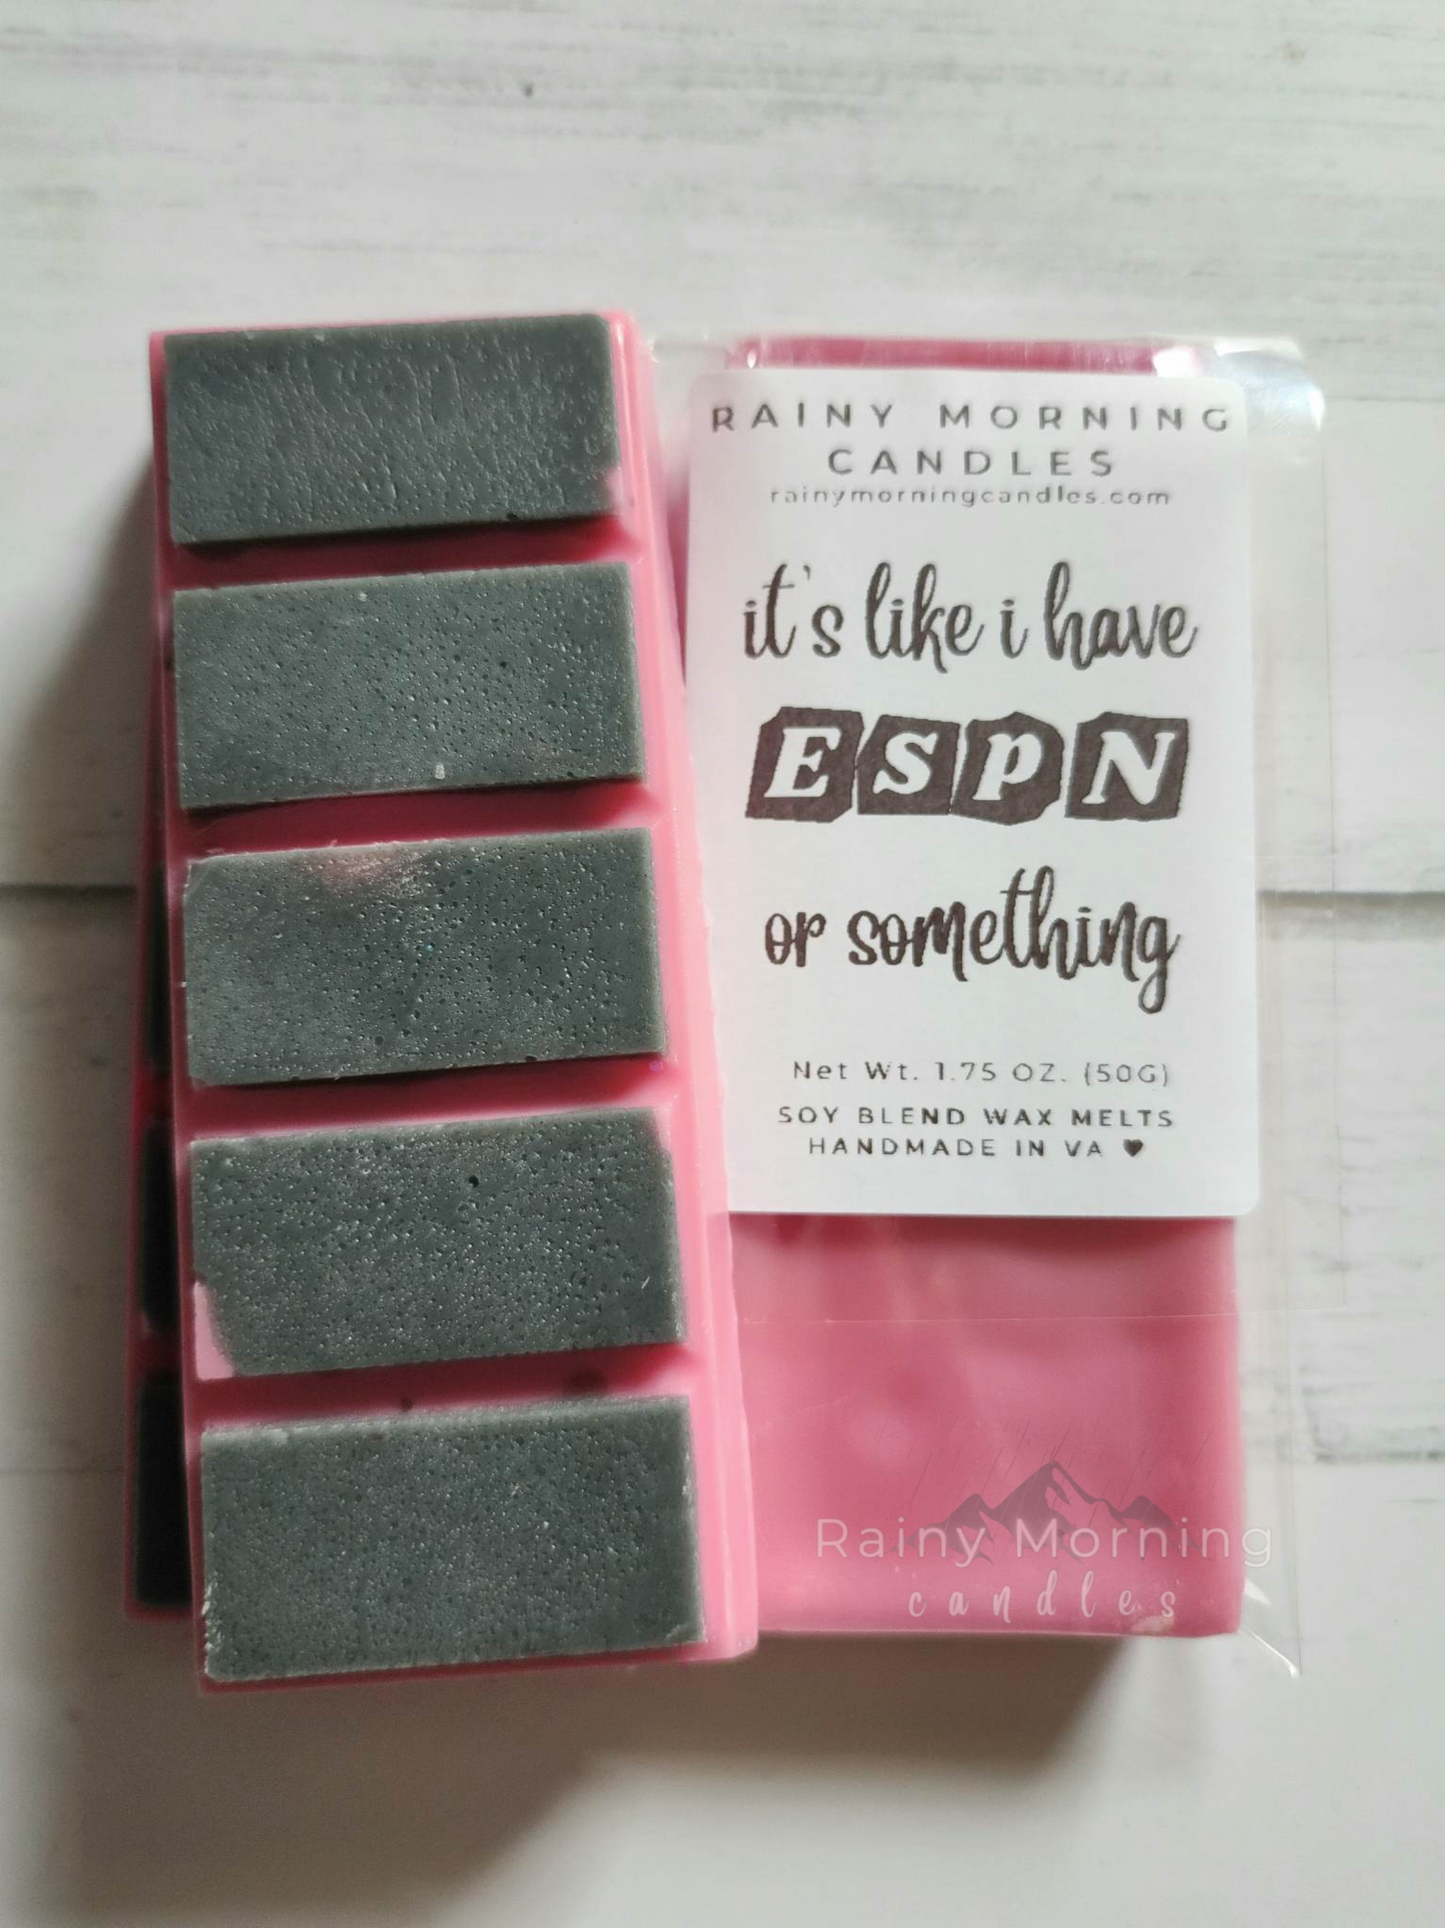 RAINY MORNING
CANDLES
rainymorningcandles.com
it's like i have
ESPN
or something
Net Wt. 1.75 OZ. (50G)
SOY BLEND WAX MELTS
HANDMADE IN VA ♥
Rainy Morning
candles